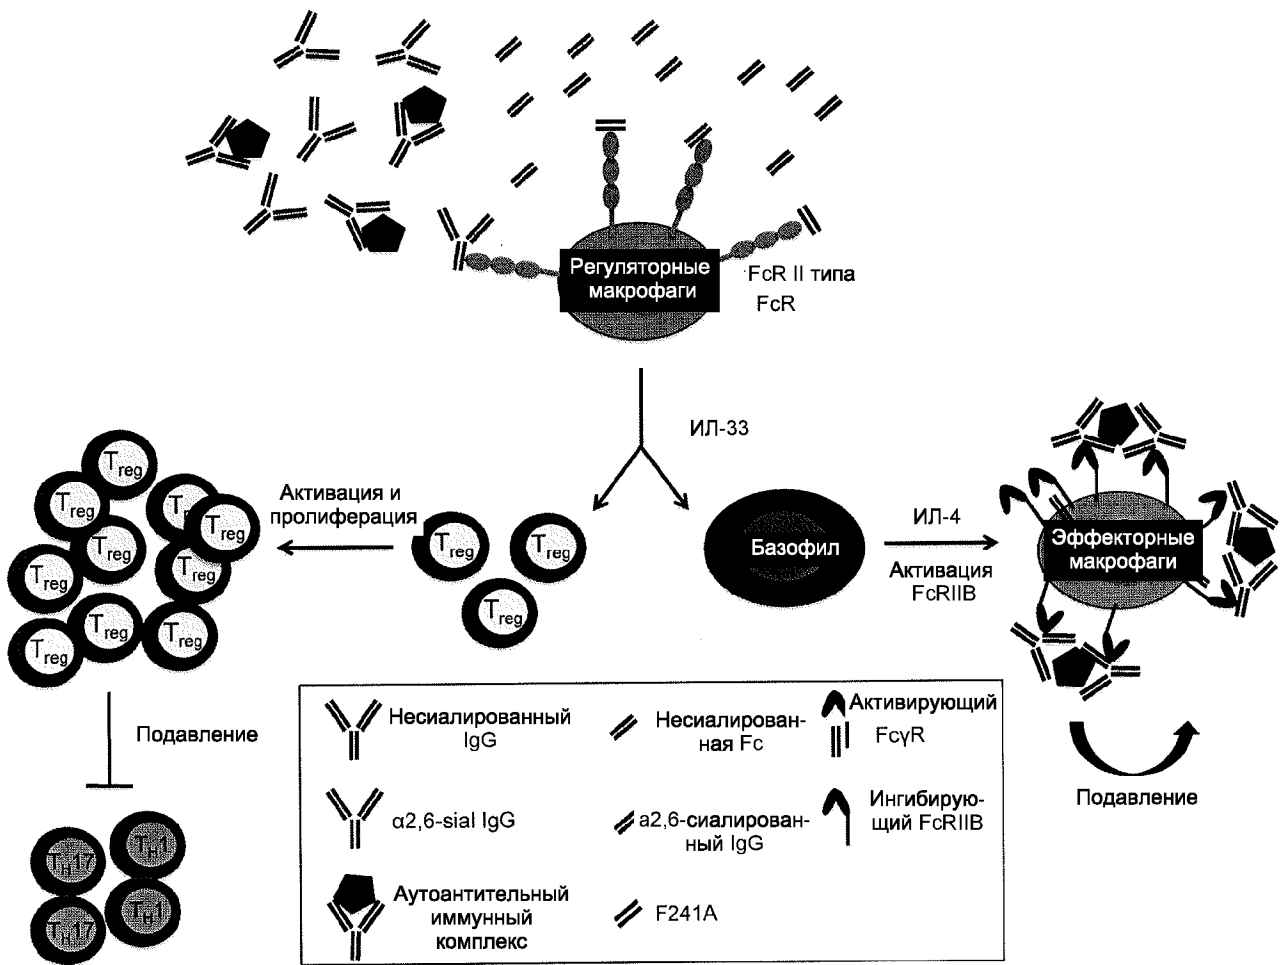 Регуляторные
макрофаги
FcR II типа
FcR
ИЛ-33
Treg
Treg
Treg
Treg
Treg
Treg
Treg
Treg
Treg
Treg
Treg
Активация и
пролиферация
Treg
Treg
Treg
Базофил
ИЛ-4
Активация
FcRIIB
Эффекторные
макрофаги
Подавление
TH17
TH1
TH17
TH1
Несиалированный
IgG
α2,6-sial IgG
Аутоантительный
иммунный
комплекс
Несиалирован-
ная Fc
a2,6-сиалирован-
ный IgG
F241A
Активирующий
FcγR
Ингибирую-
щий FcRIIB
Подавление